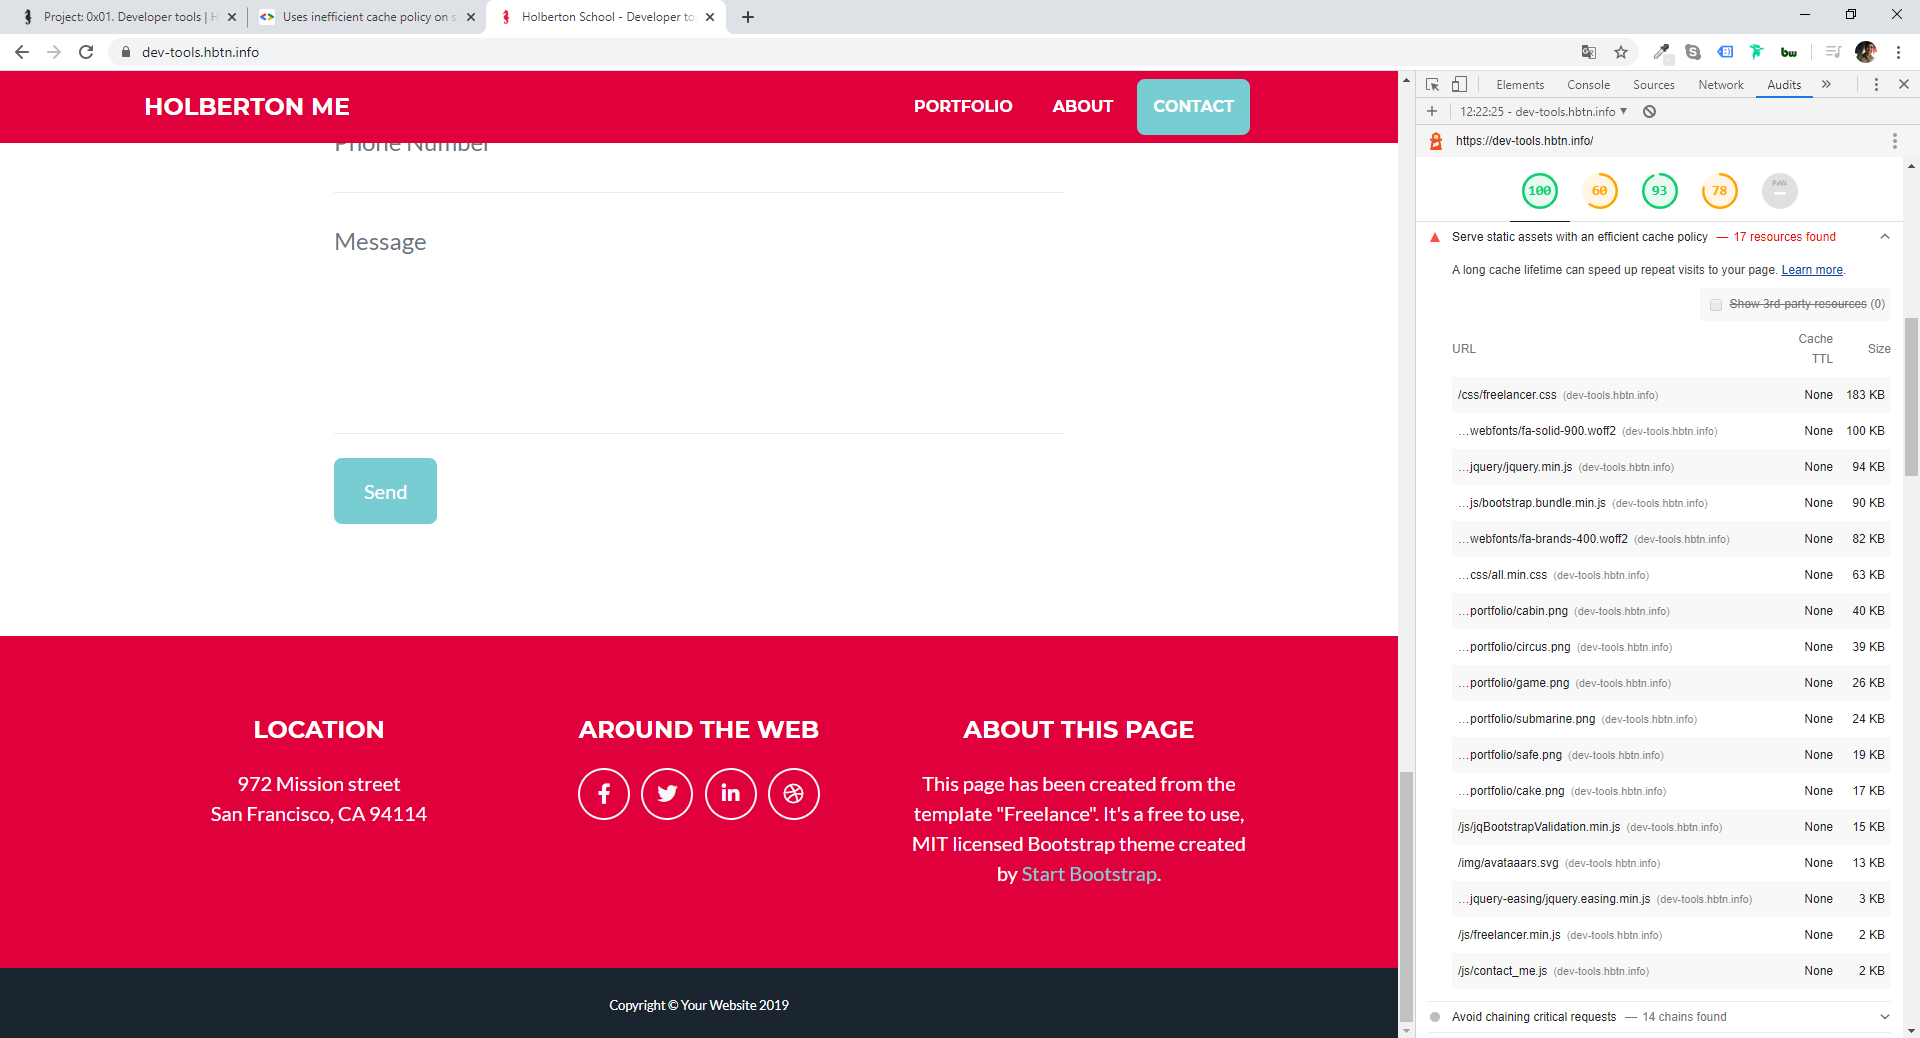 Project: 0x01. Developer tools | H
Uses inefficient cache policy on s
Holberton School - Developer to
dev-tools.hbtn.info
HOLBERTON ME
PORTFOLIO
ABOUT
CONTACT
Phone Number
Message
Send
LOCATION
972 Mission street
San Francisco, CA 94114
AROUND THE WEB
ABOUT THIS PAGE
This page has been created from the
template "Freelance". It's a free to use,
MIT licensed Bootstrap theme created
by Start Bootstrap.
Copyright © Your Website 2019
Elements Console Sources Network Audits
12:22:25 - dev-tools.hbtn.info
https://dev-tools.hbtn.info/
100 60 93 78 PWA
Serve static assets with an efficient cache policy — 17 resources found
A long cache lifetime can speed up repeat visits to your page. Learn more.
Show 3rd-party resources (0)
URL Cache TTL Size
/css/freelancer.css (dev-tools.hbtn.info) None 183 KB
…webfonts/fa-solid-900.woff2 (dev-tools.hbtn.info) None 100 KB
…jquery/jquery.min.js (dev-tools.hbtn.info) None 94 KB
…js/bootstrap.bundle.min.js (dev-tools.hbtn.info) None 90 KB
…webfonts/fa-brands-400.woff2 (dev-tools.hbtn.info) None 82 KB
…css/all.min.css (dev-tools.hbtn.info) None 63 KB
…portfolio/cabin.png (dev-tools.hbtn.info) None 40 KB
…portfolio/circus.png (dev-tools.hbtn.info) None 39 KB
…portfolio/game.png (dev-tools.hbtn.info) None 26 KB
…portfolio/submarine.png (dev-tools.hbtn.info) None 24 KB
…portfolio/safe.png (dev-tools.hbtn.info) None 19 KB
…portfolio/cake.png (dev-tools.hbtn.info) None 17 KB
/js/jqBootstrapValidation.min.js (dev-tools.hbtn.info) None 15 KB
/img/avataaars.svg (dev-tools.hbtn.info) None 13 KB
…jquery-easing/jquery.easing.min.js (dev-tools.hbtn.info) None 3 KB
/js/freelancer.min.js (dev-tools.hbtn.info) None 2 KB
/js/contact_me.js (dev-tools.hbtn.info) None 2 KB
Avoid chaining critical requests — 14 chains found